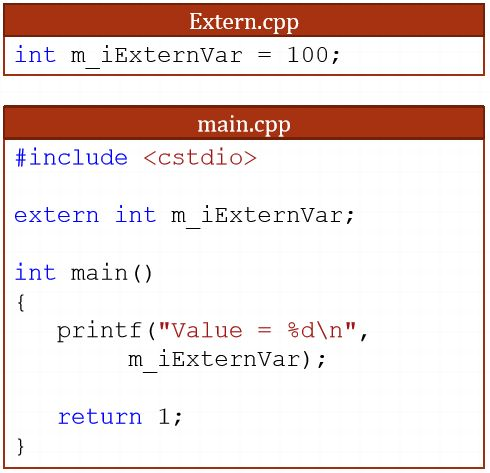 Extern.cpp
int m_iExternVar = 100;
main.cpp
#include <cstdio>
extern int m_iExternVar;
int main()
{
printf("Value = %d\n",
m_iExternVar);
return 1;
}